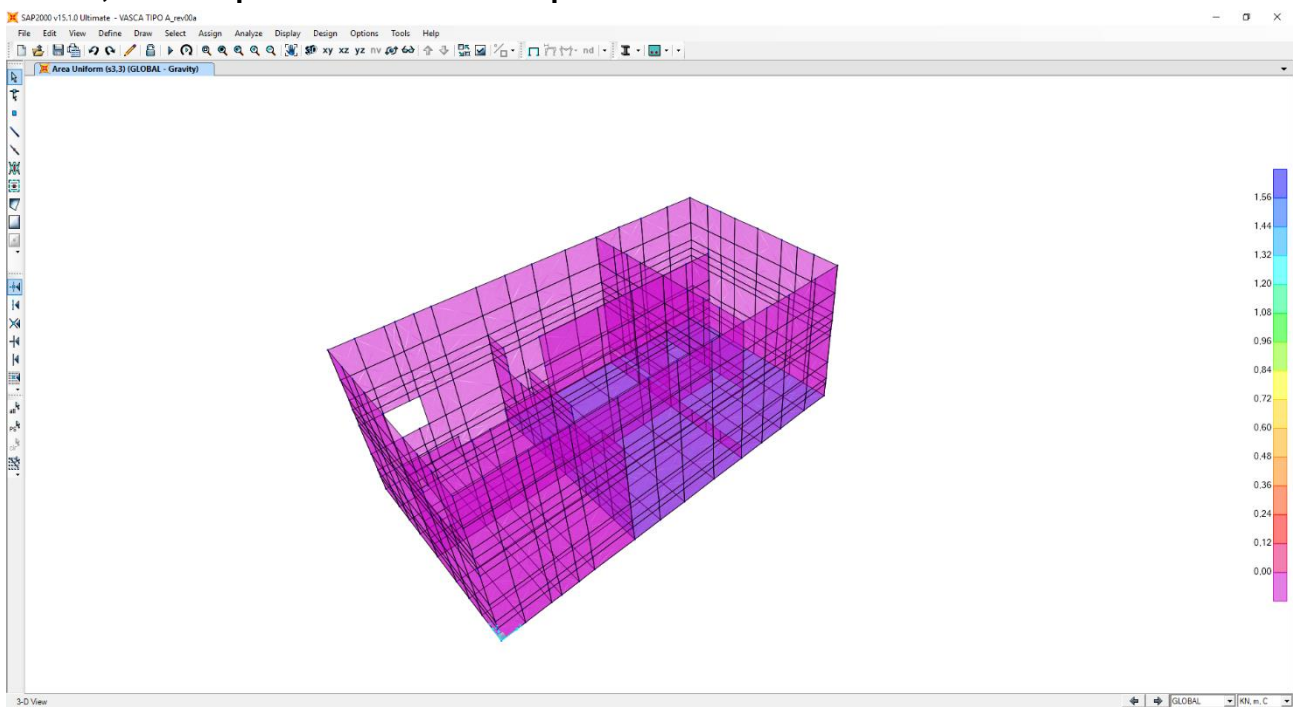 SAP2000 v15.1.0 Ultimate - VASCA TIPO A_rev00a
File Edit View Define Draw Select Assign Analyze Display Design Options Tools Help
xy xz yz nv nd
Area Uniform (s3,3) (GLOBAL - Gravity)
1,56
1,44
1,32
1,20
1,08
0,96
0,84
0,72
0,60
0,48
0,36
0,24
0,12
0,00
3-D View GLOBAL KN, m, C